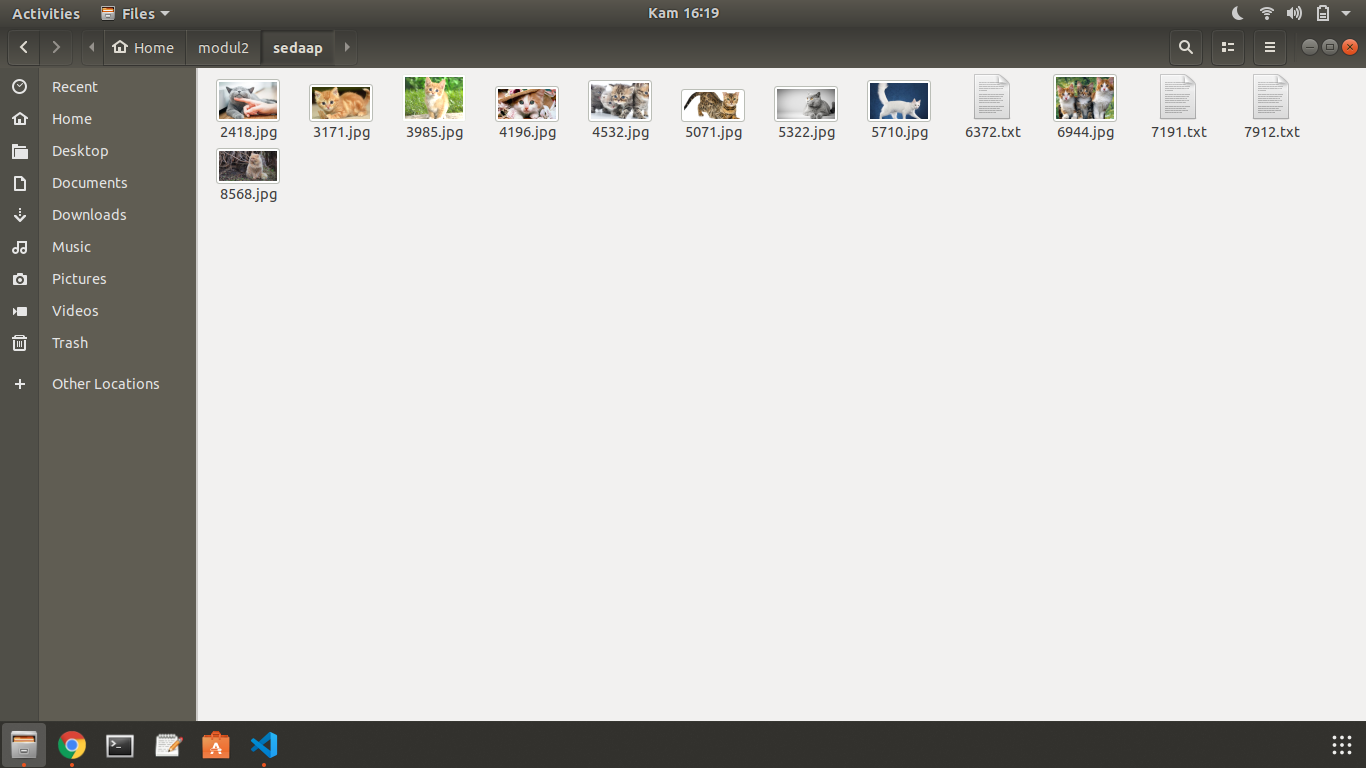 Activities Files Kam 16:19
Home modul2 sedaap
Recent
Home
Desktop
Documents
Downloads
Music
Pictures
Videos
Trash
Other Locations
2418.jpg 3171.jpg 3985.jpg 4196.jpg 4532.jpg 5071.jpg 5322.jpg 5710.jpg 6372.txt 6944.jpg 7191.txt 7912.txt
8568.jpg